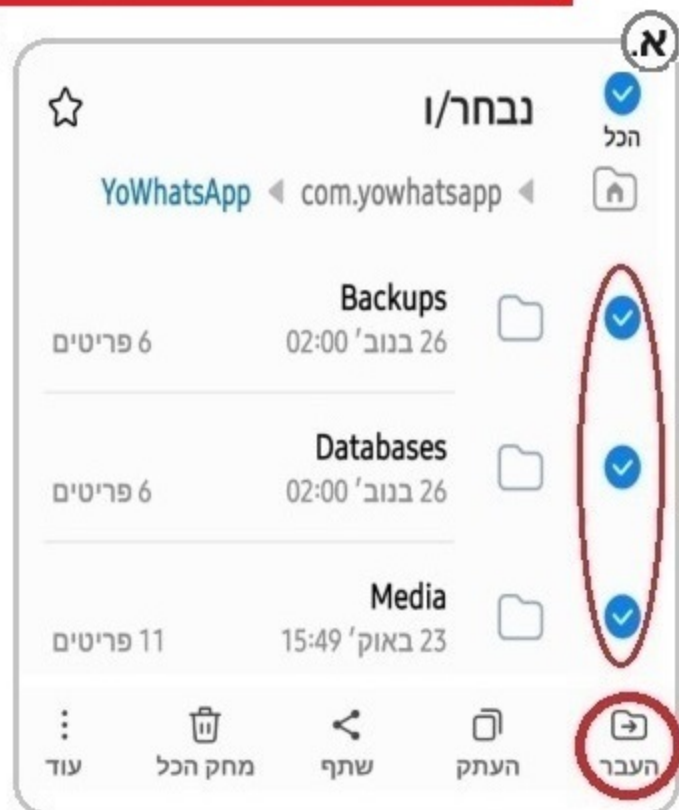 א.
נבחר/ו
הכל
com.yowhatsapp ◀ YoWhatsApp
Backups
26 בנוב׳ 02:00
6 פריטים
Databases
26 בנוב׳ 02:00
6 פריטים
Media
23 באוק׳ 15:49
11 פריטים
העבר
העתק
שתף
מחק הכל
עוד